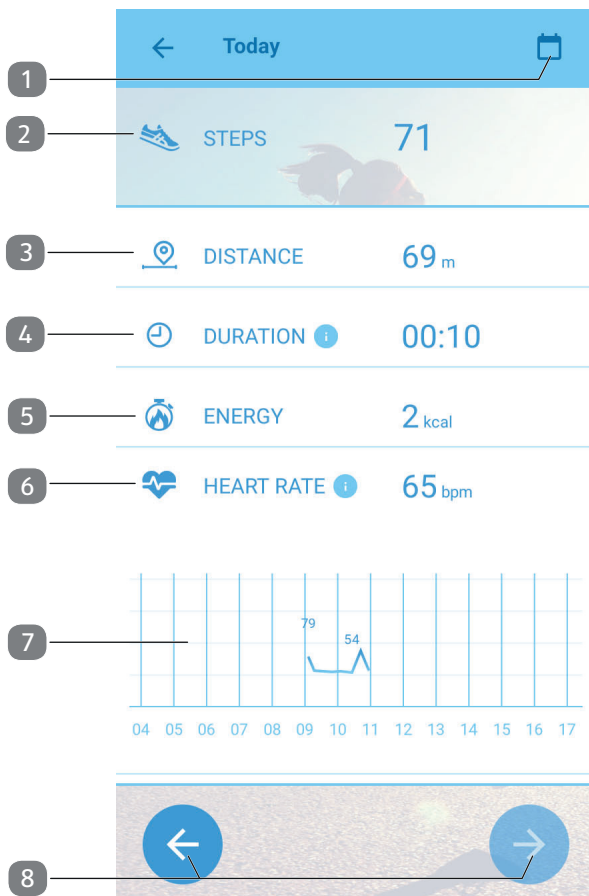 Today
1
2
STEPS 71
3
DISTANCE 69 m
4
DURATION i 00:10
5
ENERGY 2 kcal
6
HEART RATE i 65 bpm
79
54
7
04 05 06 07 08 09 10 11 12 13 14 15 16 17
8